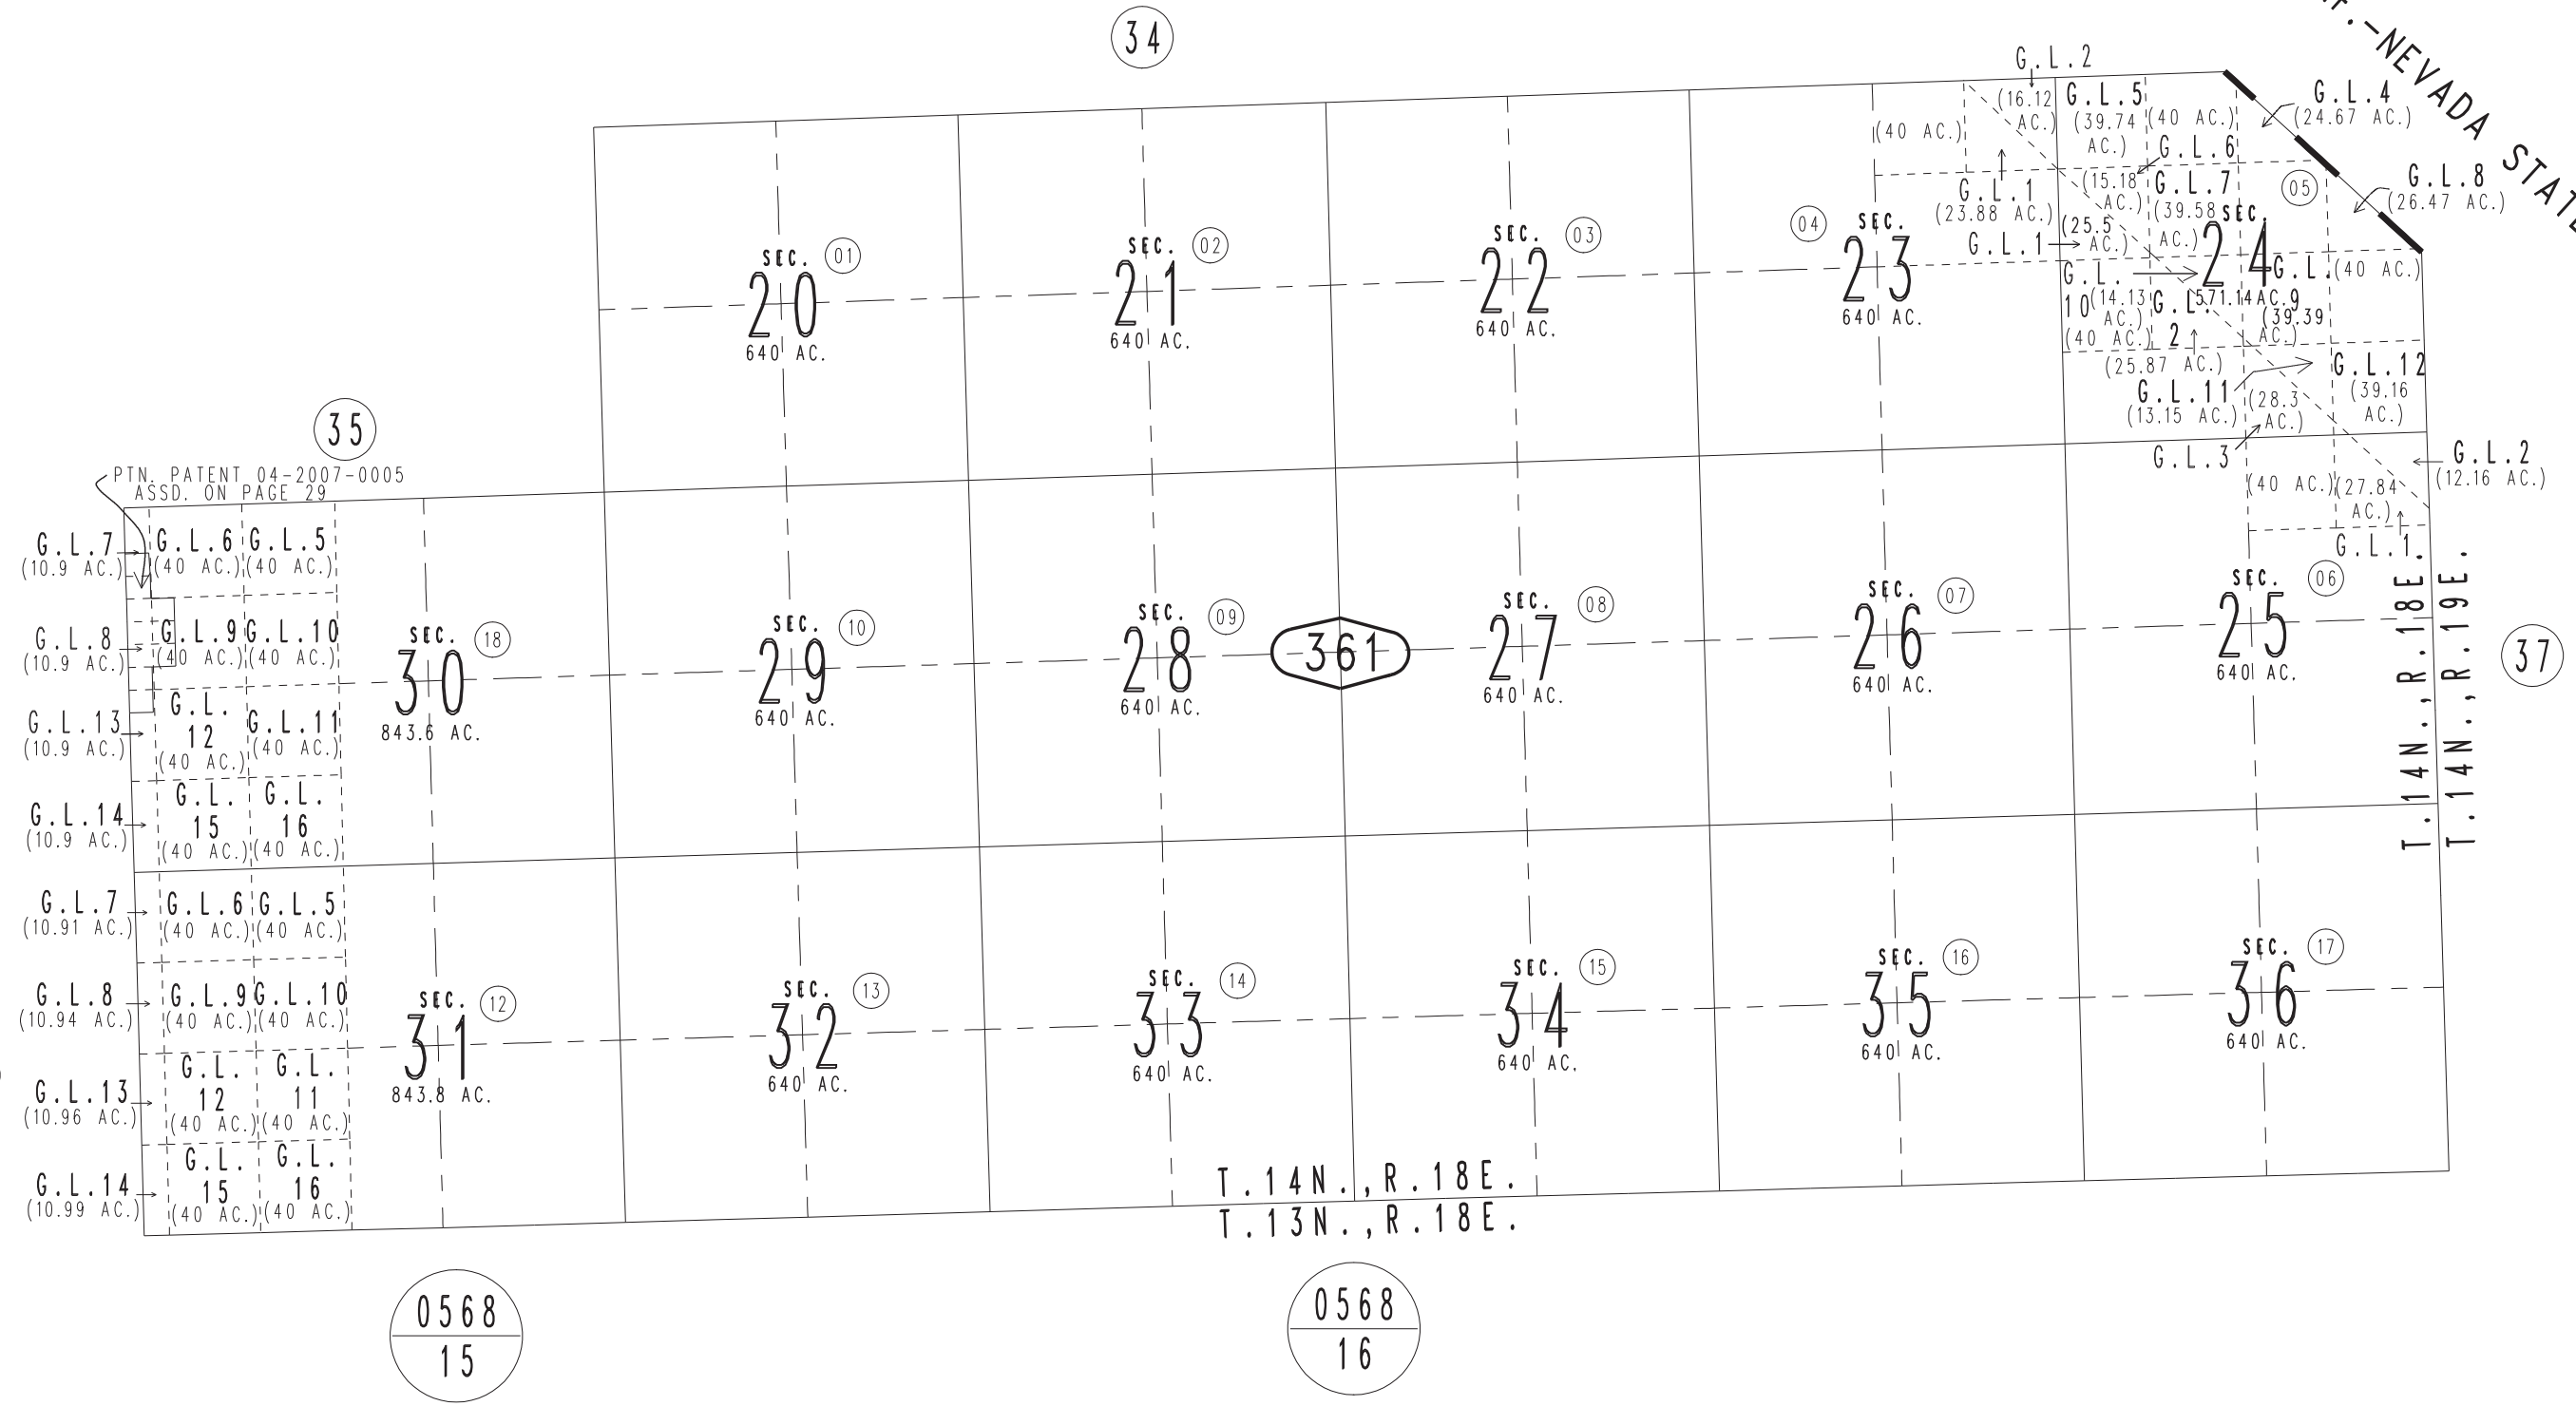 34
r.-NEVADA STATE
G.L.2
(16.12
AC.)
G.L.5
(39.74
AC.)
(40 AC.)
G.L.4
(24.67 AC.)
(40 AC.)
G.L.6
G.L.8
(26.47 AC.)
05
G.L.1
(23.88 AC.)
(15.18
AC.)
G.L.7
(39.58
AC.)
SEC.
24
571.14 AC.
G.L.1
(25.5
AC.)
G.L.
10
(14.13
AC.)
(40 AC.)
G.L.
2
(25.87 AC.)
G.L.
9
(39.39
AC.)
(40 AC.)
G.L.12
(39.16
AC.)
G.L.11
(13.15 AC.)
(28.3
AC.)
G.L.3
G.L.2
(12.16 AC.)
(40 AC.)
(27.84
AC.)
G.L.1
SEC.
20
01
640 AC.
SEC.
21
02
640 AC.
SEC.
22
03
640 AC.
04
SEC.
23
640 AC.
35
PTN. PATENT 04-2007-0005
ASSD. ON PAGE 29
G.L.7
(10.9 AC.)
G.L.6
(40 AC.)
G.L.5
(40 AC.)
G.L.8
(10.9 AC.)
G.L.9
(40 AC.)
G.L.10
(40 AC.)
G.L.13
(10.9 AC.)
G.L.
12
(40 AC.)
G.L.11
(40 AC.)
G.L.14
(10.9 AC.)
G.L.
15
(40 AC.)
G.L.
16
(40 AC.)
SEC.
30
18
843.6 AC.
SEC.
29
10
640 AC.
SEC.
28
09
640 AC.
361
SEC.
27
08
640 AC.
SEC.
26
07
640 AC.
SEC.
25
06
640 AC.
T.14N.,R.18E.
T.14N.,R.19E.
37
G.L.7
(10.91 AC.)
G.L.6
(40 AC.)
G.L.5
(40 AC.)
G.L.8
(10.94 AC.)
G.L.9
(40 AC.)
G.L.10
(40 AC.)
G.L.13
(10.96 AC.)
G.L.
12
(40 AC.)
G.L.
11
(40 AC.)
G.L.14
(10.99 AC.)
G.L.
15
(40 AC.)
G.L.
16
(40 AC.)
SEC.
31
12
843.8 AC.
SEC.
32
13
640 AC.
SEC.
33
14
640 AC.
SEC.
34
15
640 AC.
SEC.
35
16
640 AC.
SEC.
36
17
640 AC.
T.14N.,R.18E.
T.13N.,R.18E.
0568
15
0568
16